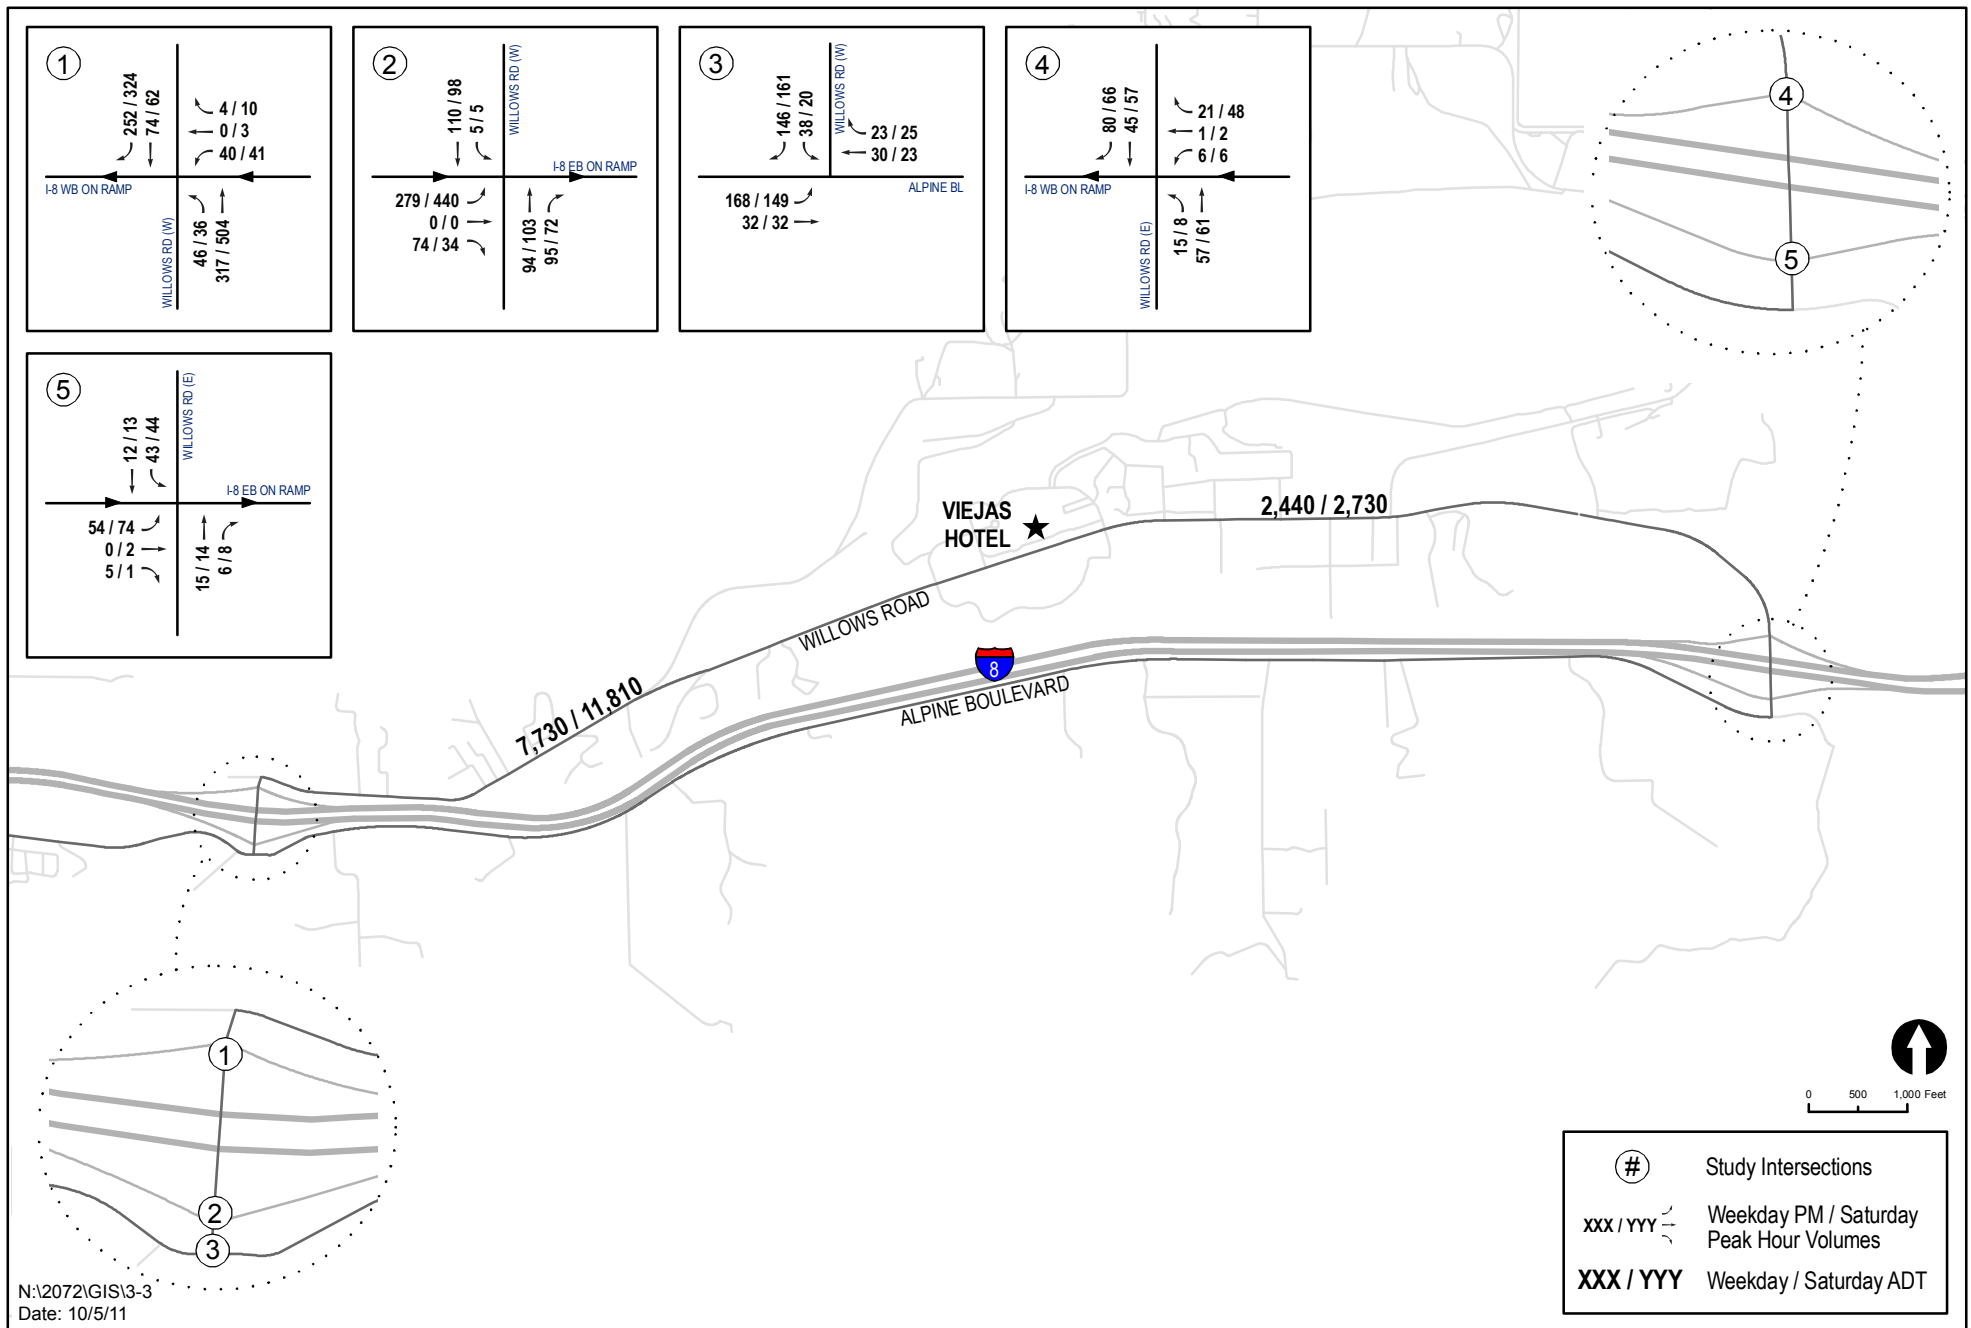 1
252 / 324
74 / 62
4 / 10
0 / 3
40 / 41
I-8 WB ON RAMP
WILLOWS RD (W)
46 / 36
317 / 504
2
110 / 98
5 / 5
WILLOWS RD (W)
I-8 EB ON RAMP
279 / 440
0 / 0
74 / 34
94 / 103
95 / 72
3
146 / 161
38 / 20
WILLOWS RD (W)
23 / 25
30 / 23
ALPINE BL
168 / 149
32 / 32
4
80 / 66
45 / 57
21 / 48
1 / 2
6 / 6
I-8 WB ON RAMP
WILLOWS RD (E)
15 / 8
57 / 61
4
5
5
12 / 13
43 / 44
WILLOWS RD (E)
I-8 EB ON RAMP
54 / 74
0 / 2
5 / 1
15 / 14
6 / 8
VIEJAS
HOTEL
2,440 / 2,730
WILLOWS ROAD
8
ALPINE BOULEVARD
7,730 / 11,810
1
2
3
0 500 1,000 Feet
# Study Intersections
XXX / YYY Weekday PM / Saturday
Peak Hour Volumes
XXX / YYY Weekday / Saturday ADT
N:\2072\GIS\3-3
Date: 10/5/11